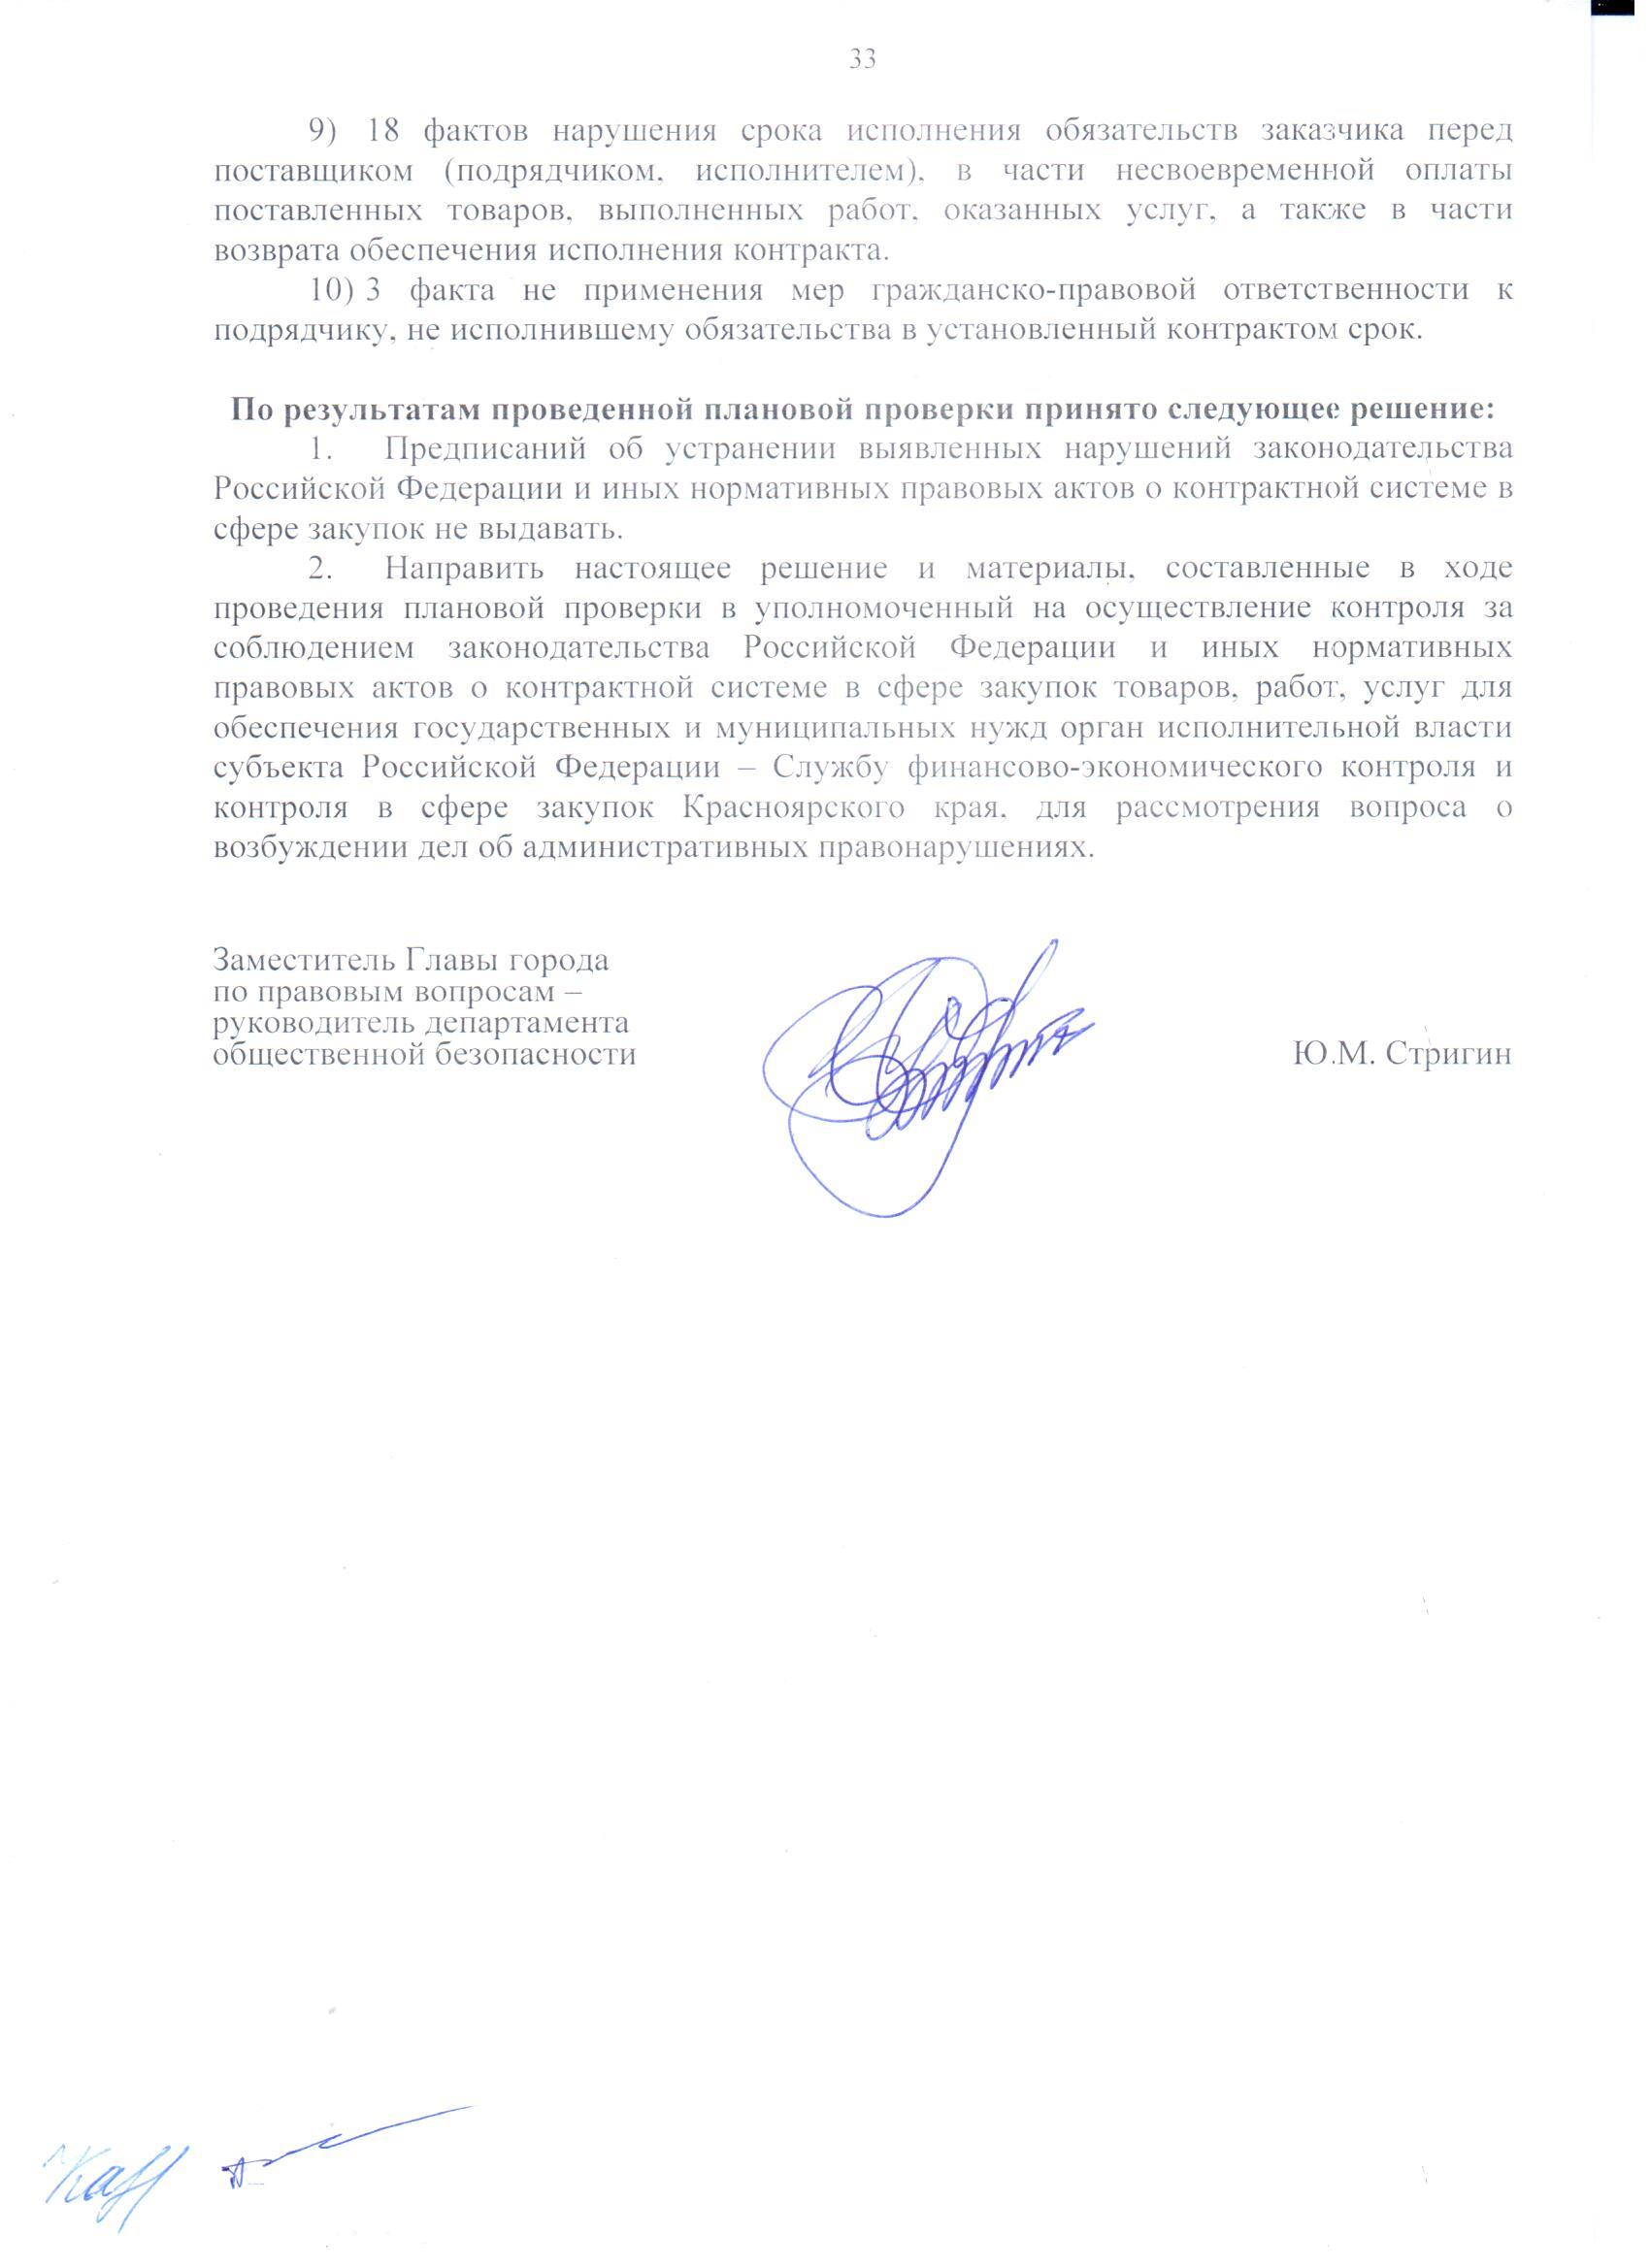 33
9) 18 фактов нарушения срока исполнения обязательств заказчика перед
поставщиком (подрядчиком, исполнителем), в части несвоевременной оплаты
поставленных товаров, выполненных работ, оказанных услуг, а также в части
возврата обеспечения исполнения контракта.
10) 3 факта не применения мер гражданско-правовой ответственности к
подрядчику, не исполнившему обязательства в установленный контрактом срок.
По результатам проведенной плановой проверки принято следующее решение:
1. Предписаний об устранении выявленных нарушений законодательства
Российской Федерации и иных нормативных правовых актов о контрактной системе в
сфере закупок не выдавать.
2. Направить настоящее решение и материалы, составленные в ходе
проведения плановой проверки в уполномоченный на осуществление контроля за
соблюдением законодательства Российской Федерации и иных нормативных
правовых актов о контрактной системе в сфере закупок товаров, работ, услуг для
обеспечения государственных и муниципальных нужд орган исполнительной власти
субъекта Российской Федерации – Службу финансово-экономического контроля и
контроля в сфере закупок Красноярского края, для рассмотрения вопроса о
возбуждении дел об административных правонарушениях.
Заместитель Главы города
по правовым вопросам –
руководитель департамента
общественной безопасности Ю.М. Стригин